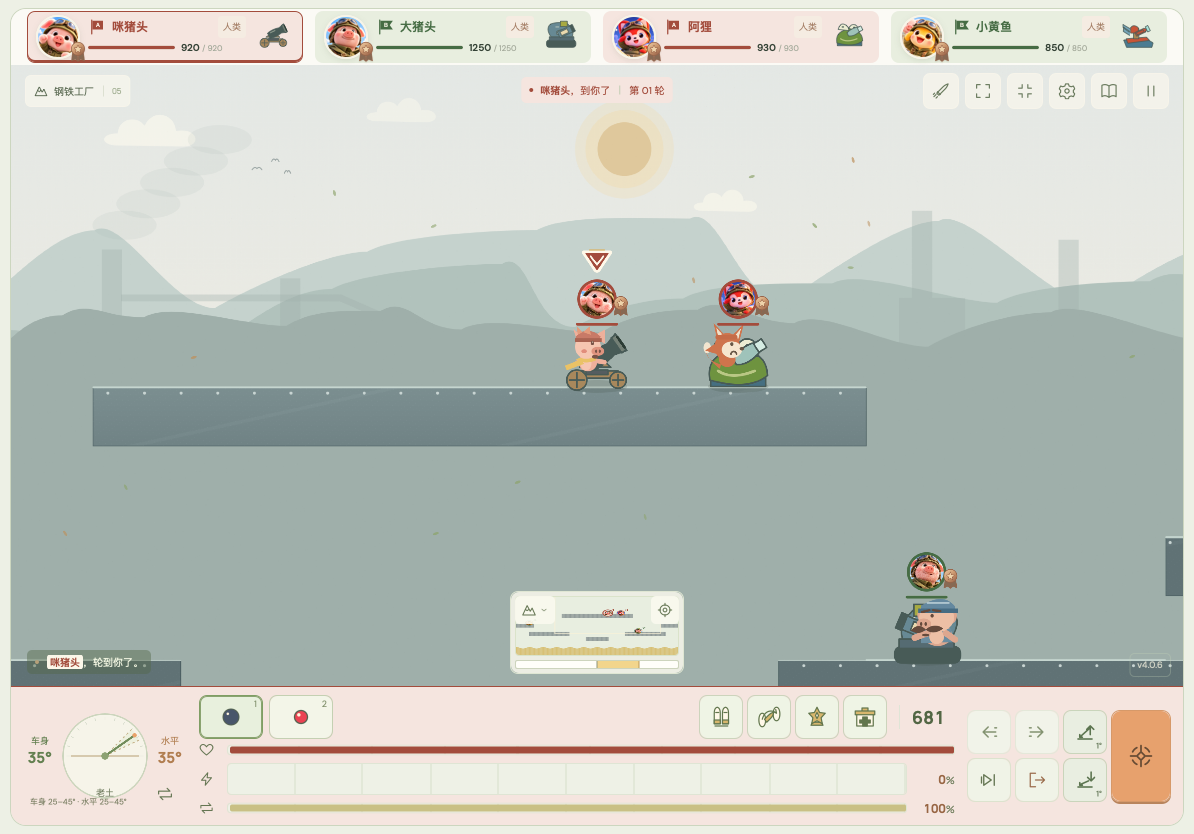 A 咪猪头 人类 920 / 920
B 大猪头 人类 1250 / 1250
A 阿狸 人类 930 / 930
B 小黄鱼 人类 850 / 850
钢铁工厂 05
咪猪头，到你了 第 01 轮
咪猪头，轮到你了。
v4.0.6
1
2
681
车身
35°
水平
35°
老土
车身 25–45° · 水平 25–45°
0%
100%
1°
1°